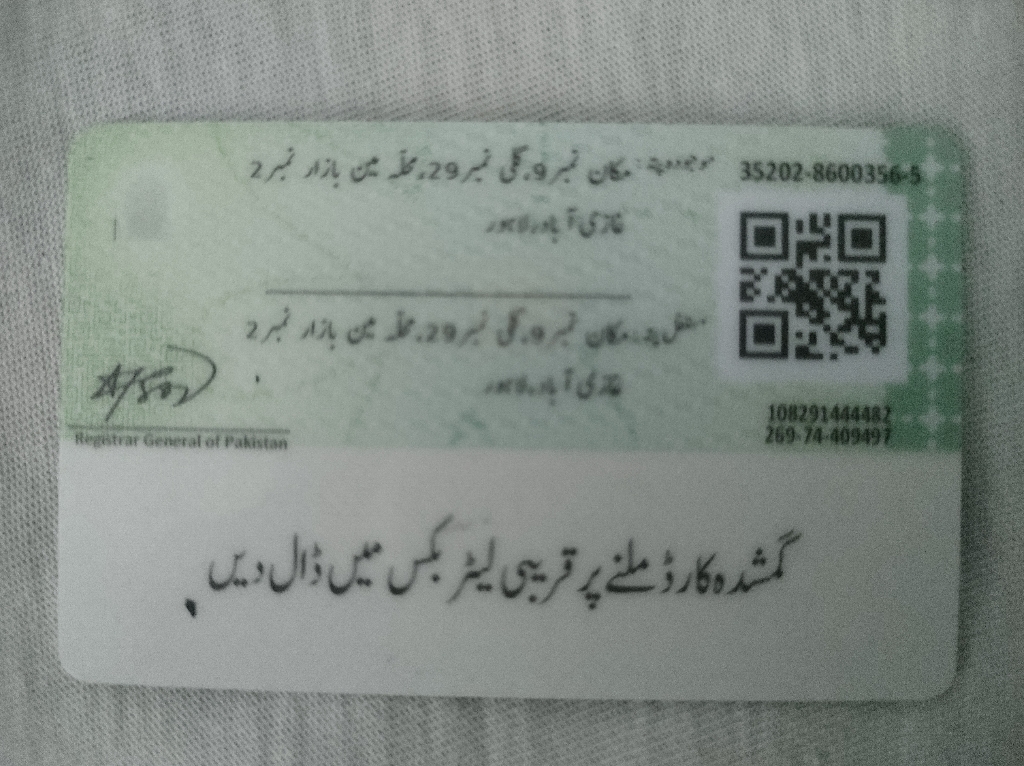 35202-8600356-5
موجودہ پتہ: مکان نمبر 9، گلی نمبر 29، محلہ مین بازار نمبر 2
غازی آباد، لاہور
مستقل پتہ: مکان نمبر 9، گلی نمبر 29، محلہ مین بازار نمبر 2
غازی آباد، لاہور
108291444482
269-74-409497
Registrar General of Pakistan
گمشدہ کارڈ ملنے پر قریبی لیٹر بکس میں ڈال دیں